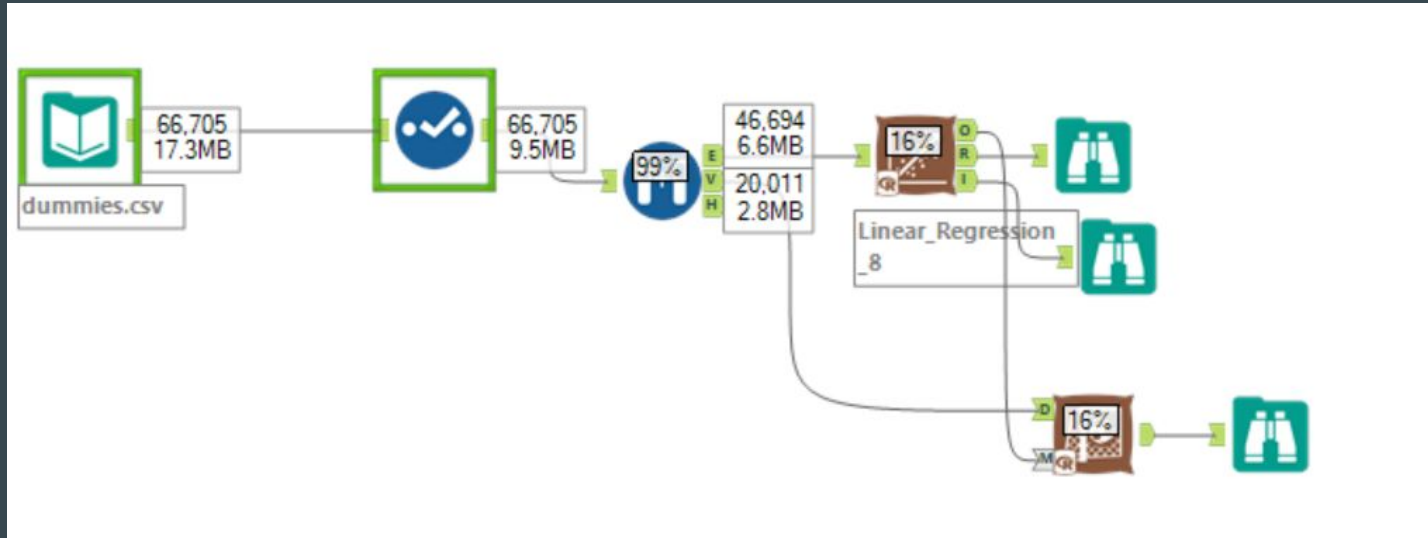 66,705
17.3MB
dummies.csv
66,705
9.5MB
99%
E
V
H
46,694
6.6MB
20,011
2.8MB
16%
O
R
I
R
Linear_Regression
_8
D
M
16%
R